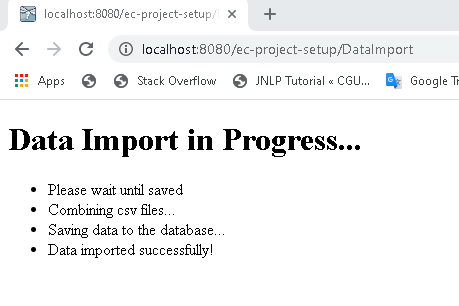 localhost:8080/ec-project-setup/
localhost:8080/ec-project-setup/DataImport
Apps
Stack Overflow
JNLP Tutorial « CGU...
Google Tr
Data Import in Progress...
• Please wait until saved
• Combining csv files...
• Saving data to the database...
• Data imported successfully!